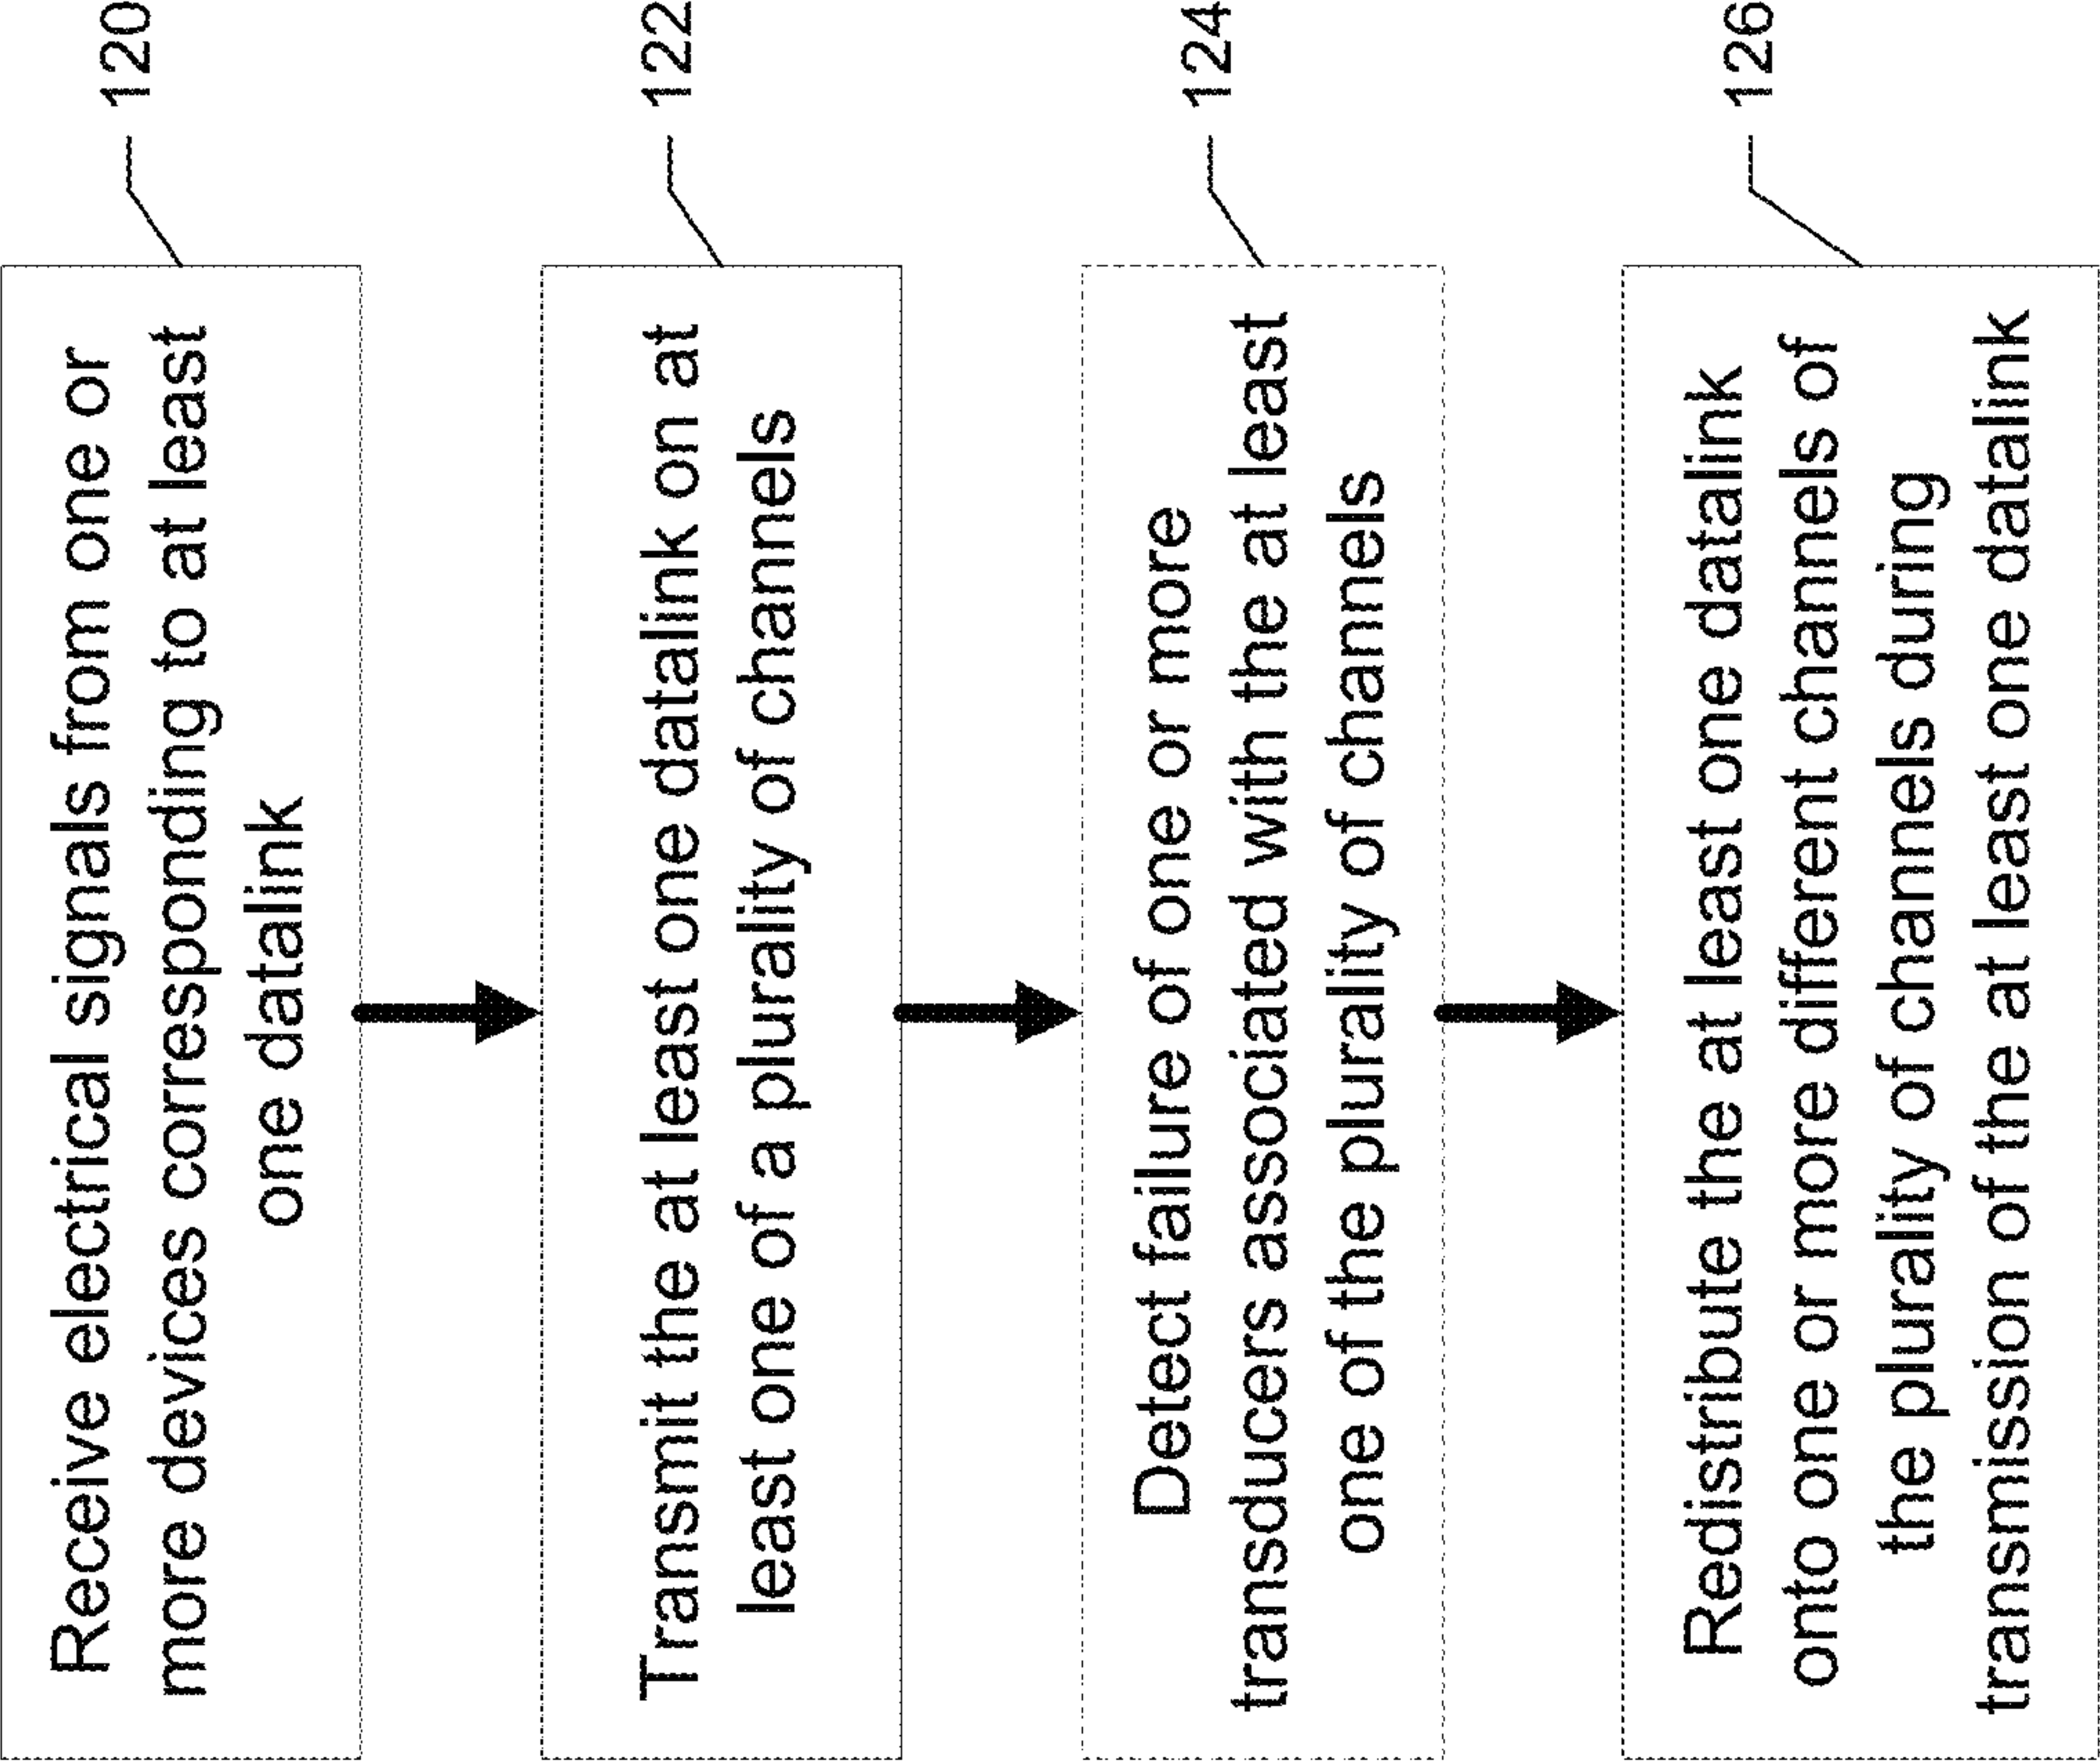 Receive electrical signals from one or
more devices corresponding to at least
one datalink
120
Transmit the at least one datalink on at
least one of a plurality of channels
122
Detect failure of one or more
transducers associated with the at least
one of the plurality of channels
124
Redistribute the at least one datalink
onto one or more different channels of
the plurality of channels during
transmission of the at least one datalink
126